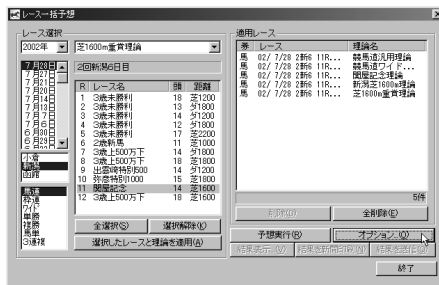 レース一括予想
レース選択
2002年
芝1600m重賞理論
7月28日
7月27日
7月21日
7月20日
7月14日
7月13日
7月7日
7月6日
6月30日
6月29日
小倉
新潟
函館
馬連
枠連
ワイド
単勝
複勝
馬単
3連複
2回新潟6日目
R レース名 頭 距離
1 3歳未勝利 18 芝1200
2 3歳未勝利 13 ダ1800
3 3歳未勝利 14 ダ1200
4 3歳未勝利 12 ダ1800
5 3歳未勝利 17 芝2200
6 2歳新馬 11 芝1000
7 3歳上500万下 14 ダ1800
8 3歳上500万下 18 芝1800
9 出雲崎特別500 14 ダ1200
10 弥彦特別1000 15 芝1800
11 関屋記念 14 芝1600
12 3歳上500万下 18 芝1600
全選択(S)
選択解除(K)
選択したレースと理論を適用(A)
適用レース
券 レース 理論名
馬 02/ 7/28 2新6 11R... 競馬道汎用理論
馬 02/ 7/28 2新6 11R... 競馬道ワイド...
馬 02/ 7/28 2新6 11R... 関屋記念理論
馬 02/ 7/28 2新6 11R... 新潟芝1600m理論
馬 02/ 7/28 2新6 11R... 芝1600m重賞理論
5件
削除(D)
全削除(E)
予想実行(R)
オプション...(O)
結果表示...(V)
結果を新聞印刷...(N)
終了